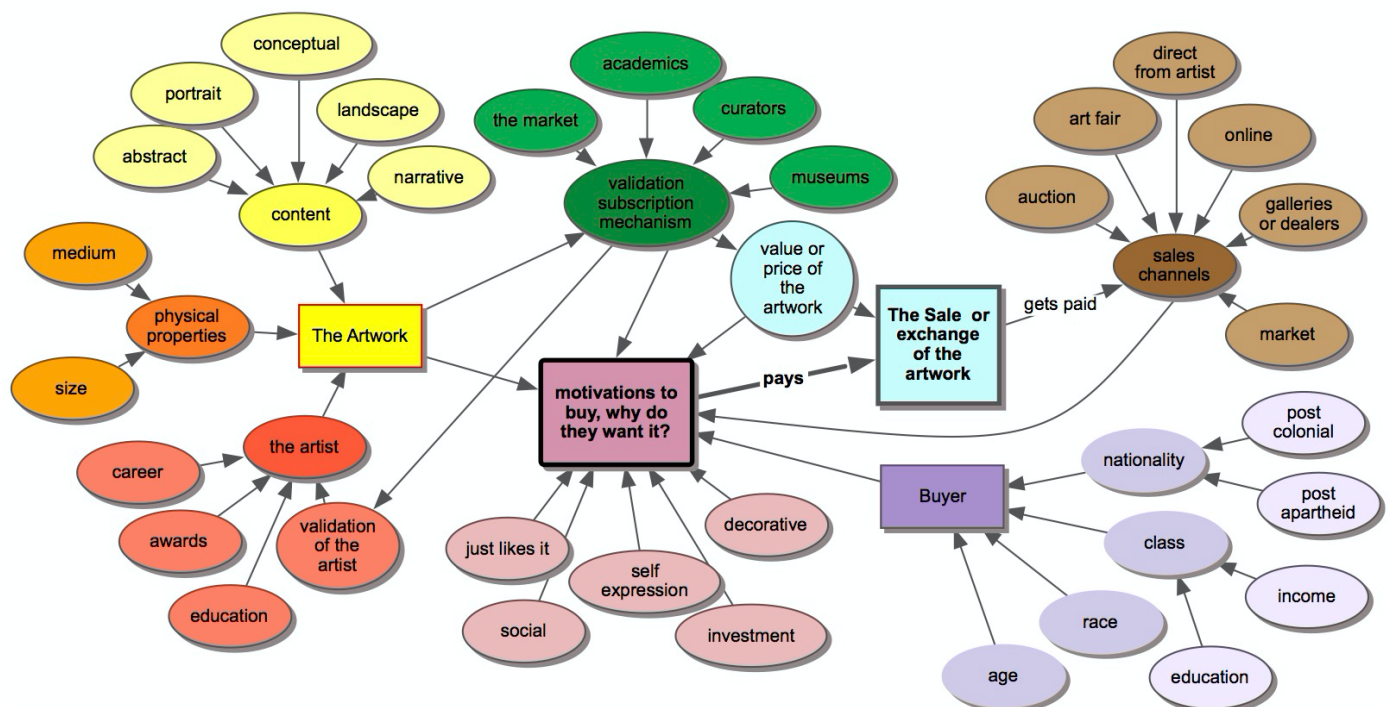 conceptual
portrait
landscape
abstract
narrative
content
medium
physical
properties
size
The Artwork
the artist
career
awards
education
validation
of the
artist
academics
the market
curators
museums
validation
subscription
mechanism
value or
price of
the
artwork
The Sale or
exchange
of the
artwork
gets paid
pays
motivations to
buy, why do
they want it?
just likes it
social
self
expression
investment
decorative
direct
from artist
art fair
online
auction
galleries
or dealers
sales
channels
market
Buyer
nationality
post
colonial
post
apartheid
class
income
education
race
age